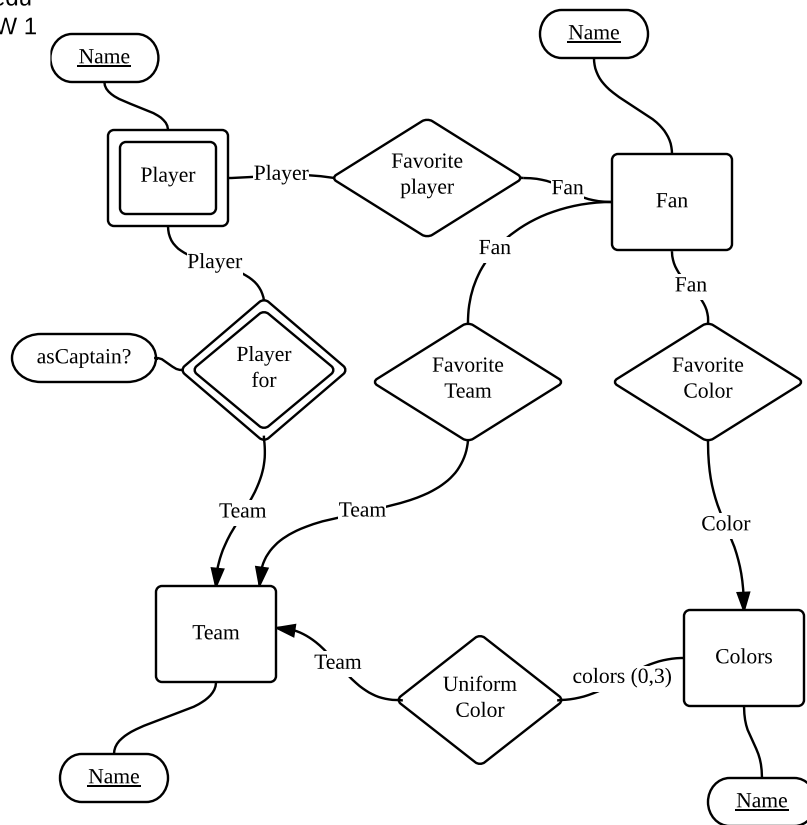 W 1
Name
Name
Player
Player
Favorite
player
Fan
Fan
Player
Fan
Fan
asCaptain?
Player
for
Favorite
Team
Favorite
Color
Team
Team
Color
Team
Team
Uniform
Color
colors (0,3)
Colors
Name
Name